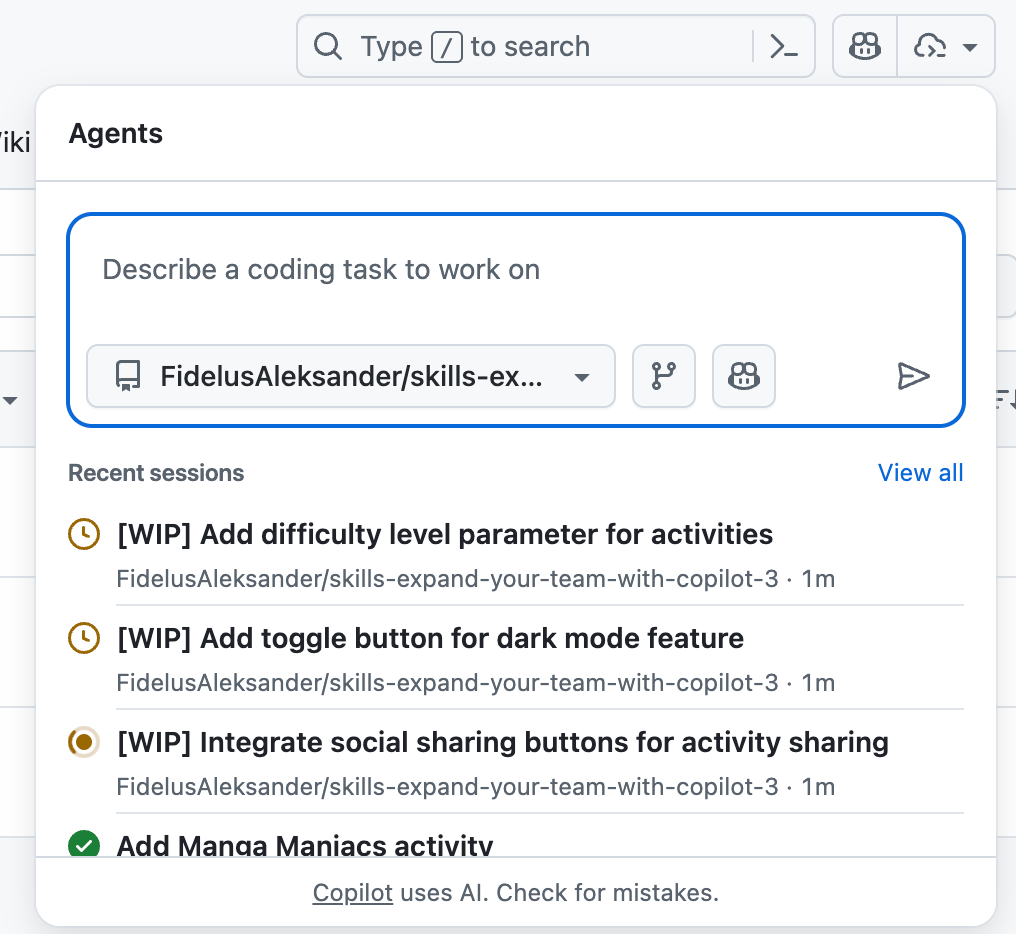 Type / to search
Agents
iki
Describe a coding task to work on
FidelusAleksander/skills-ex...
Recent sessions
View all
[WIP] Add difficulty level parameter for activities
FidelusAleksander/skills-expand-your-team-with-copilot-3 · 1m
[WIP] Add toggle button for dark mode feature
FidelusAleksander/skills-expand-your-team-with-copilot-3 · 1m
[WIP] Integrate social sharing buttons for activity sharing
FidelusAleksander/skills-expand-your-team-with-copilot-3 · 1m
Add Manga Maniacs activity
Copilot uses AI. Check for mistakes.